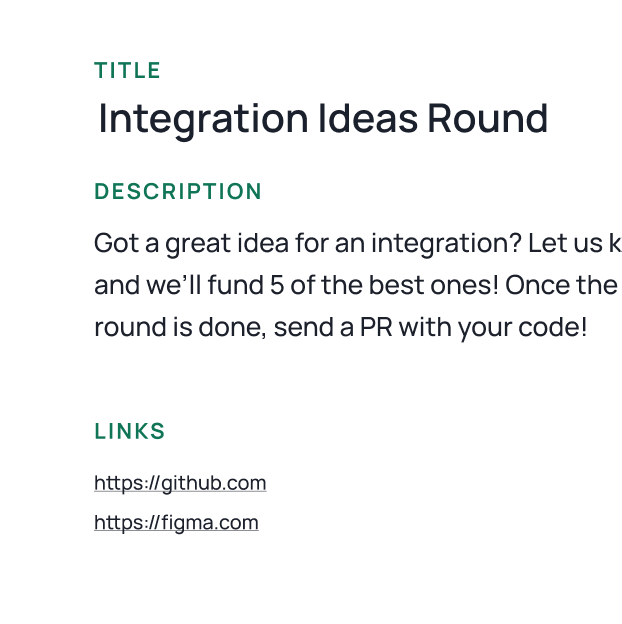 TITLE
Integration Ideas Round
DESCRIPTION
Got a great idea for an integration? Let us
and we’ll fund 5 of the best ones! Once the
round is done, send a PR with your code!
LINKS
https://github.com
https://figma.com